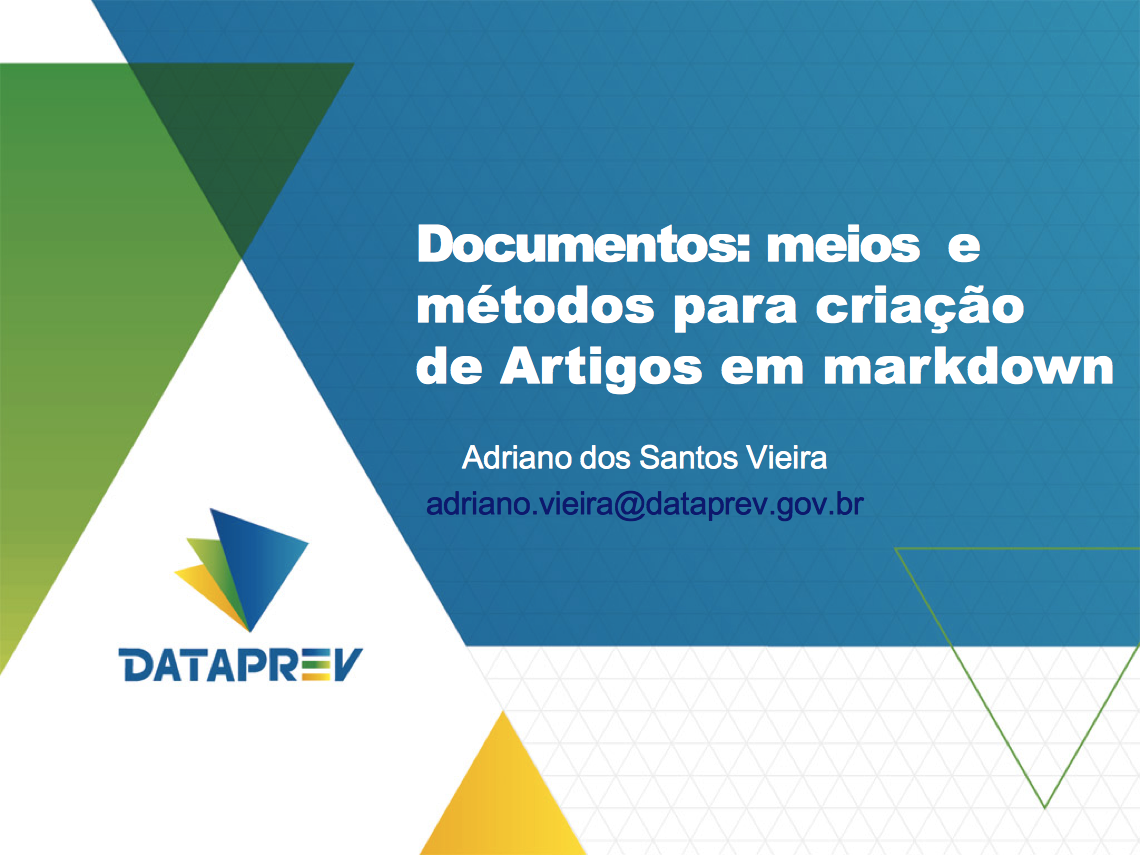 Documentos: meios e
métodos para criação
de Artigos em markdown
Adriano dos Santos Vieira
adriano.vieira@dataprev.gov.br
DATAPREV